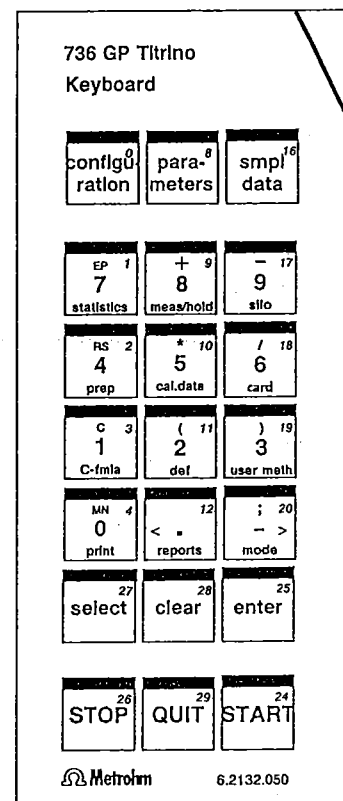 736 GP Titrino
Keyboard
configu- 0 para- 8 smpl 16
ration meters data
EP 1 + 9 – 17
7 8 9
statistics meas/hold silo
RS 2 * 10 / 18
4 5 6
prep cal.data card
C 3 ( 11 ) 19
1 2 3
C-fmla def user meth
MN 4 12 ; 20
0 < . – >
print reports mode
27 28 25
select clear enter
26 29 24
STOP QUIT START
Metrohm 6.2132.050